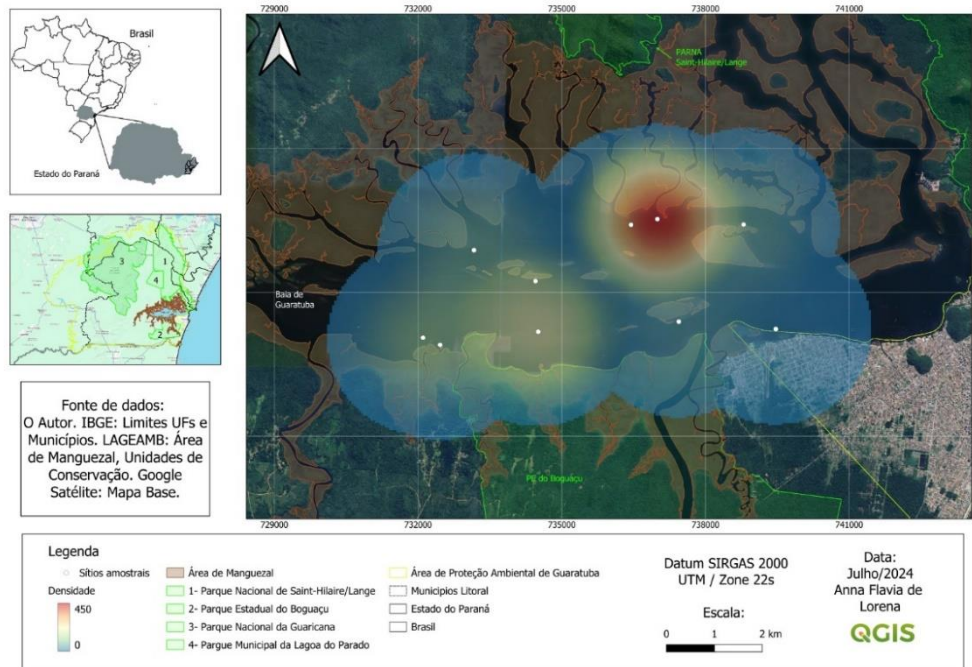 729000 732000 735000 738000 741000
Brasil
Estado do Paraná
PARNA
Saint-Hilaire/Lange
Baia de
Guaratuba
PE do Boguaçu
1
3
4
2
729000 732000 735000 738000 741000
Fonte de dados:
O Autor. IBGE: Limites UFs e
Municípios. LAGEAMB: Área
de Manguezal, Unidades de
Conservação. Google
Satélite: Mapa Base.
Legenda
Sítios amostrais
Densidade
450
0
Área de Manguezal
1- Parque Nacional de Saint-Hilaire/Lange
2- Parque Estadual do Boguaçu
3- Parque Nacional da Guaricana
4- Parque Municipal da Lagoa do Parado
Área de Proteção Ambiental de Guaratuba
Municipios Litoral
Estado do Paraná
Brasil
Datum SIRGAS 2000
UTM / Zone 22s
Escala:
0 1 2 km
Data:
Julho/2024
Anna Flavia de
Lorena
QGIS